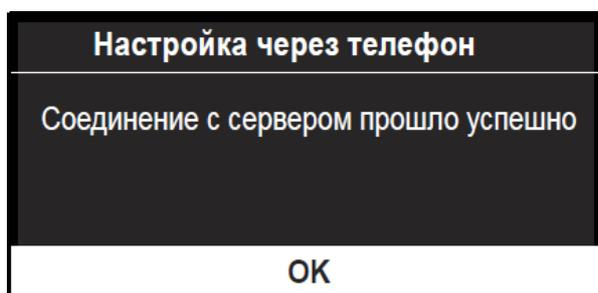 Настройка через телефон
Соединение с сервером прошло успешно
OK